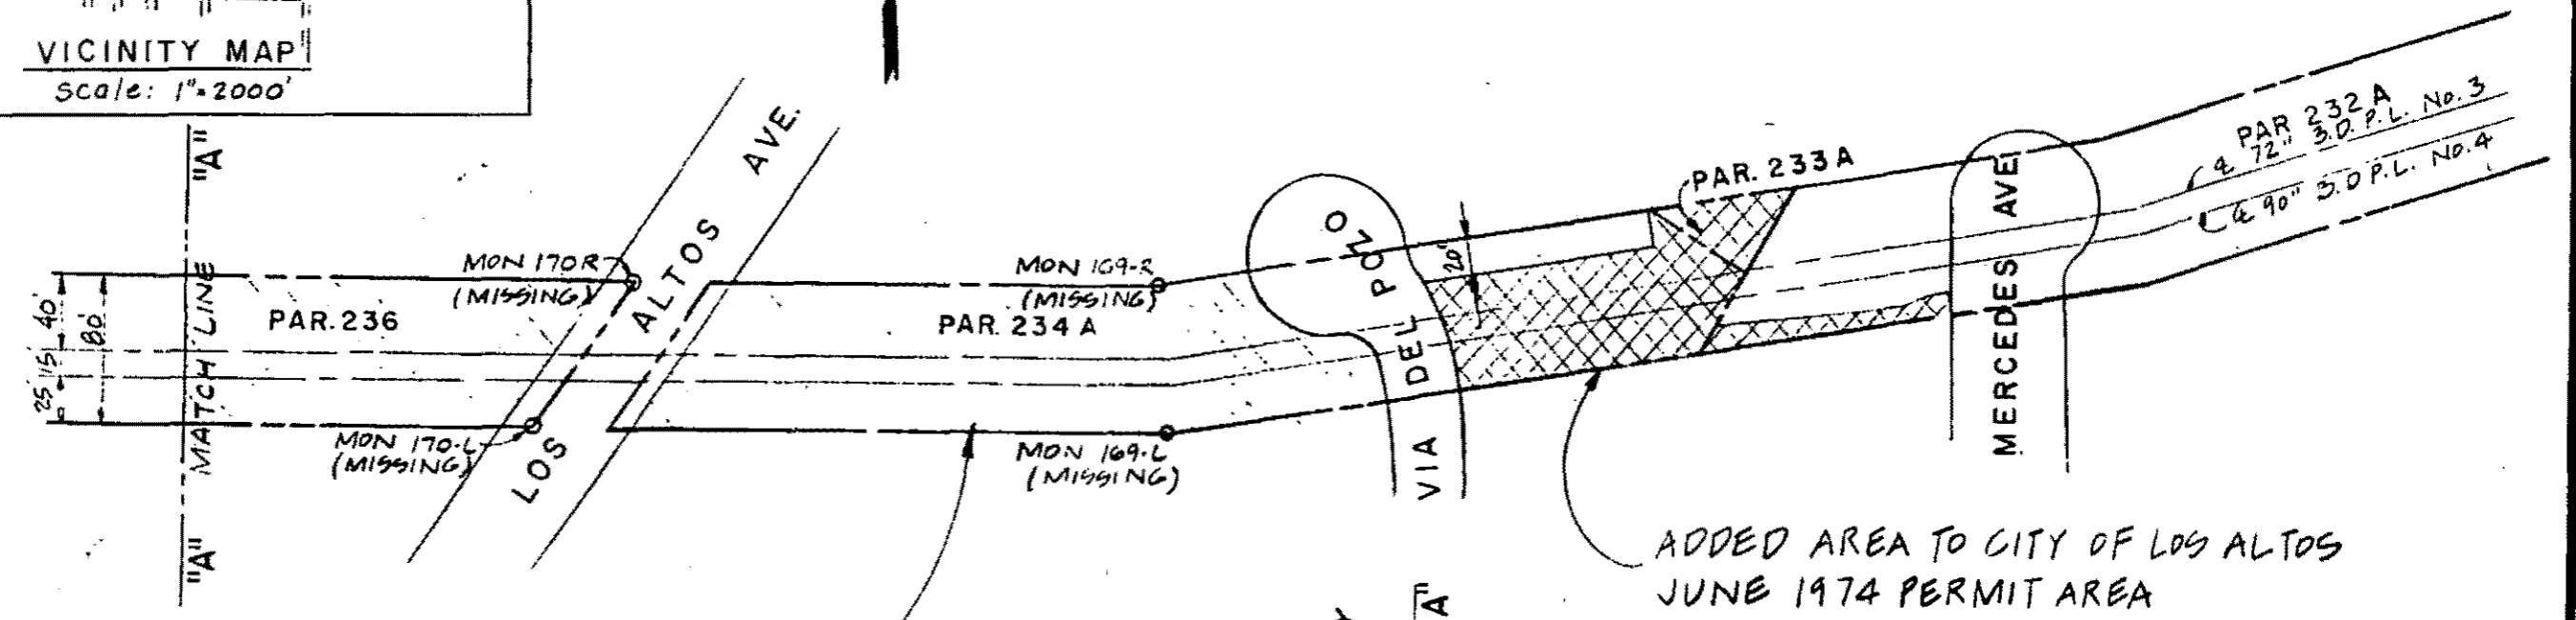 VICINITY MAP
Scale: 1"=2000'
"A"
MATCH LINE
"A"
40'
15'
25'
80'
PAR. 236
MON 170R
(MISSING)
MON 170-L
(MISSING)
LOS ALTOS AVE.
MON 169-R
(MISSING)
PAR. 234 A
MON 169-L
(MISSING)
VIA DEL POZO
20'
PAR. 233A
MERCEDES AVE.
PAR 232 A
℄ 72" S.D. P.L. No. 3
℄ 90" S.D P.L. No. 4
ADDED AREA TO CITY OF LOS ALTOS
JUNE 1974 PERMIT AREA
"A"